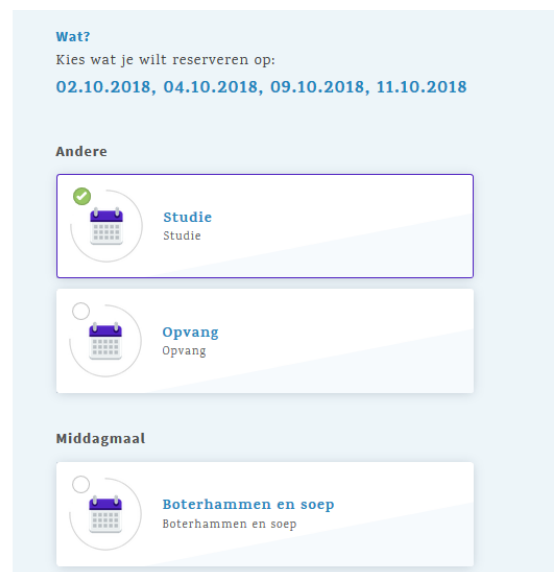 Wat?
Kies wat je wilt reserveren op:
02.10.2018, 04.10.2018, 09.10.2018, 11.10.2018
Andere
Studie
Studie
Opvang
Opvang
Middagmaal
Boterhammen en soep
Boterhammen en soep